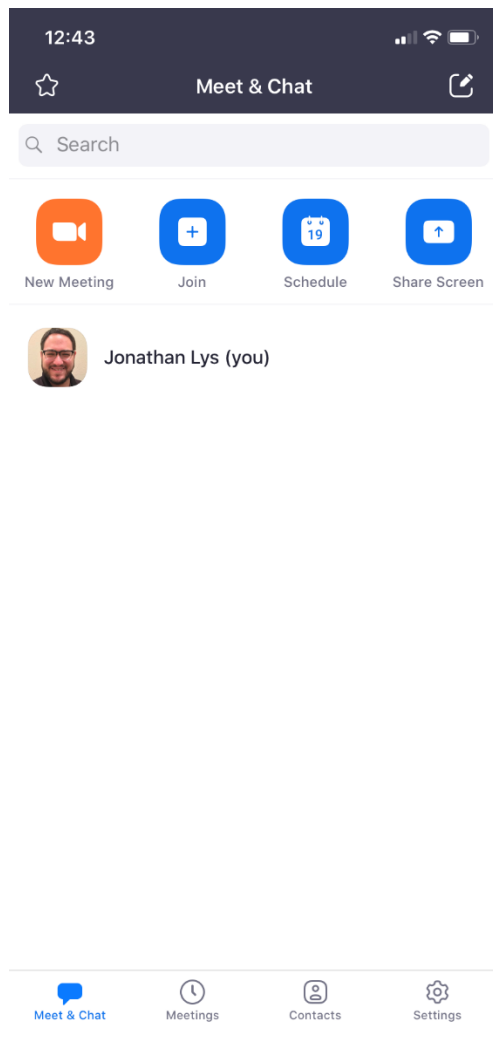 12:43
Meet & Chat
Search
19
New Meeting
Join
Schedule
Share Screen
Jonathan Lys (you)
Meet & Chat
Meetings
Contacts
Settings